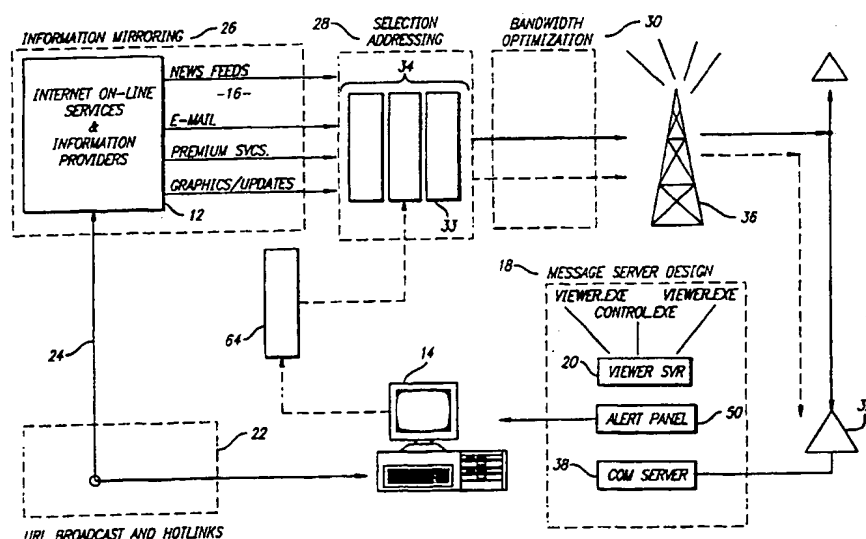 INFORMATION MIRRORING
26
28
SELECTION
ADDRESSING
BANDWIDTH
OPTIMIZATION
30
INTERNET ON-LINE
SERVICES
&
INFORMATION
PROVIDERS
NEWS FEEDS
-16-
E-MAIL
PREMIUM SVCS.
GRAPHICS/UPDATES
12
34
33
36
24
64
14
18
MESSAGE SERVER DESIGN
VIEWER.EXE
VIEWER.EXE
CONTROL.EXE
20
VIEWER SVR
ALERT PANEL
50
38
COM SERVER
22
URL BROADCAST AND HOTLINKS